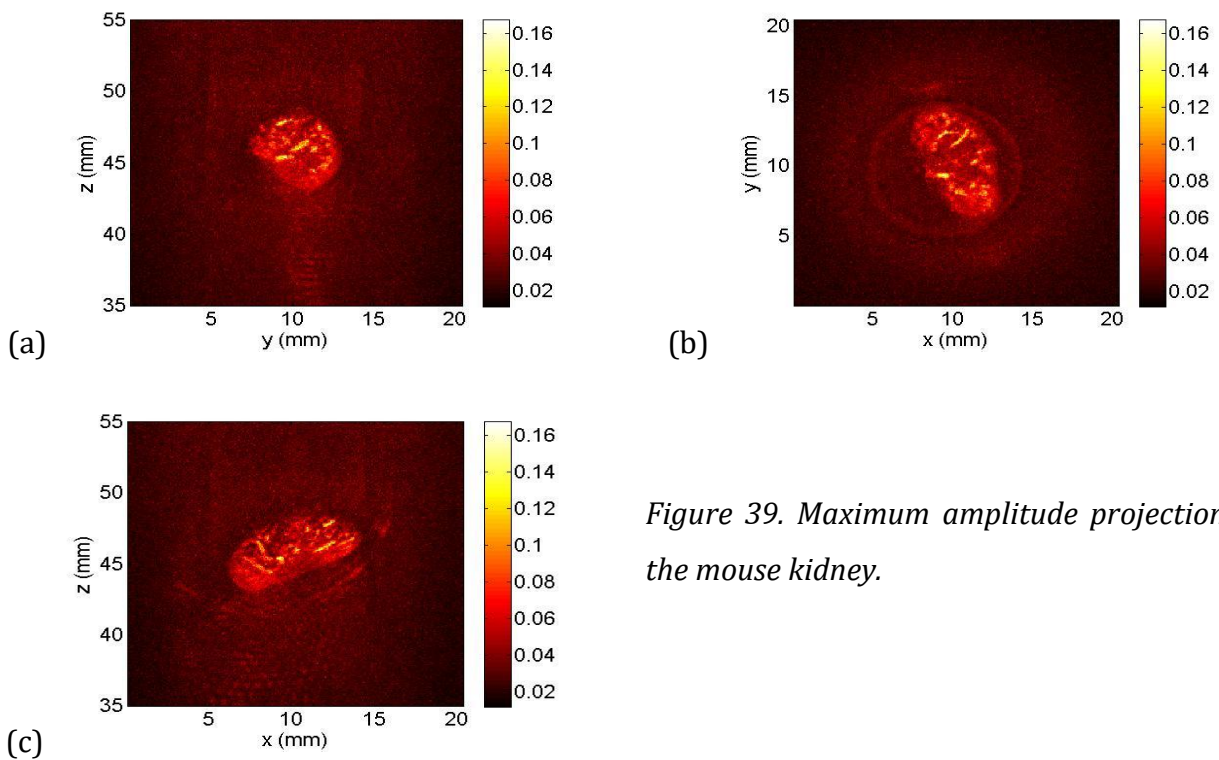 55
50
45
40
35
z (mm)
5 10 15 20
y (mm)
0.16
0.14
0.12
0.1
0.08
0.06
0.04
0.02
(a)
20
15
10
5
y (mm)
5 10 15 20
x (mm)
0.16
0.14
0.12
0.1
0.08
0.06
0.04
0.02
(b)
55
50
45
40
35
z (mm)
5 10 15 20
x (mm)
0.16
0.14
0.12
0.1
0.08
0.06
0.04
0.02
(c)
Figure 39. Maximum amplitude projection
the mouse kidney.